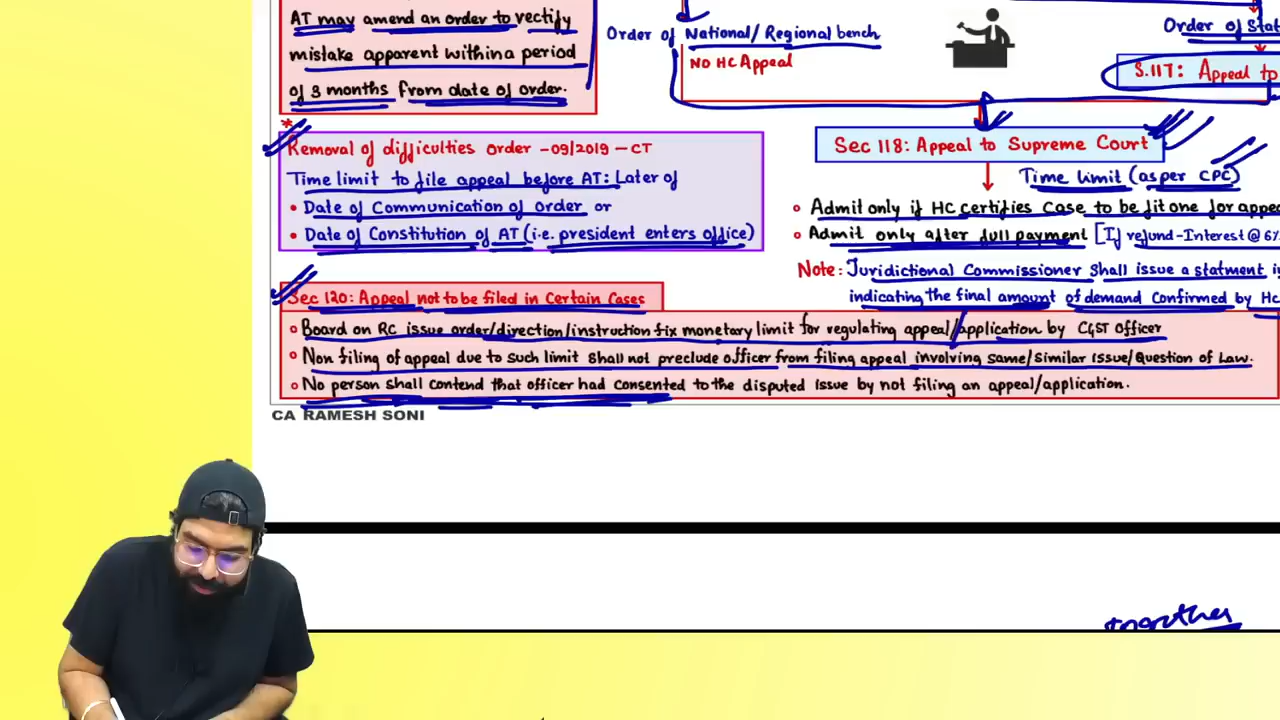 AT may amend an order to rectify
mistake apparent within a period
of 3 months from date of order.
Order of National/Regional bench
NO HC Appeal
Order of Stat
S.117: Appeal to
*
Removal of difficulties order -09/2019 - CT
Time limit to file appeal before AT: Later of
• Date of Communication of Order or
• Date of Constitution of AT (i.e. president enters office)
Sec 118: Appeal to Supreme Court
Time limit (as per CPC)
Admit only if HC certifies case to be fit one for appea
Admit only after full payment [If refund-Interest @ 6%
Note: Juridictional Commissioner shall issue a statment i
indicating the final amount of demand confirmed by HC
Sec 120: Appeal not to be filed in Certain Cases
Board on RC issue order/direction/instruction fix monetary limit for regulating appeal/application by CGST Officer
Non filing of appeal due to such limit shall not preclude officer from filing appeal involving same/similar issue/Question of Law.
No person shall contend that officer had consented to the disputed issue by not filing an appeal/application.
CA RAMESH SONI
together